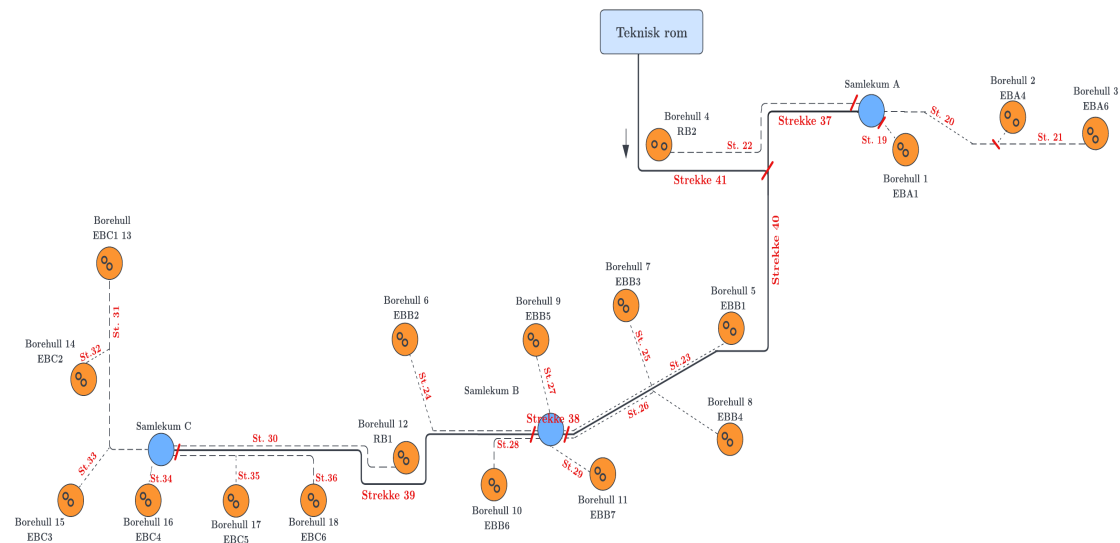 Teknisk rom
Samlekum A
Borehull 2
EBA4
Borehull 3
EBA6
Borehull 4
RB2
Strekke 37
St. 20
St. 19
St. 21
St. 22
Borehull 1
EBA1
Strekke 41
Strekke 40
Borehull
EBC1 13
St. 31
Borehull 14
EBC2
St.32
Borehull 7
EBB3
Borehull 5
EBB1
Borehull 6
EBB2
Borehull 9
EBB5
St. 25
St.23
St.24
St.27
Samlekum B
Strekke 38
St.26
Borehull 8
EBB4
Samlekum C
St. 30
Borehull 12
RB1
St.28
St.29
St.33
St.34
St.35
St.36
Strekke 39
Borehull 11
EBB7
Borehull 10
EBB6
Borehull 15
EBC3
Borehull 16
EBC4
Borehull 17
EBC5
Borehull 18
EBC6